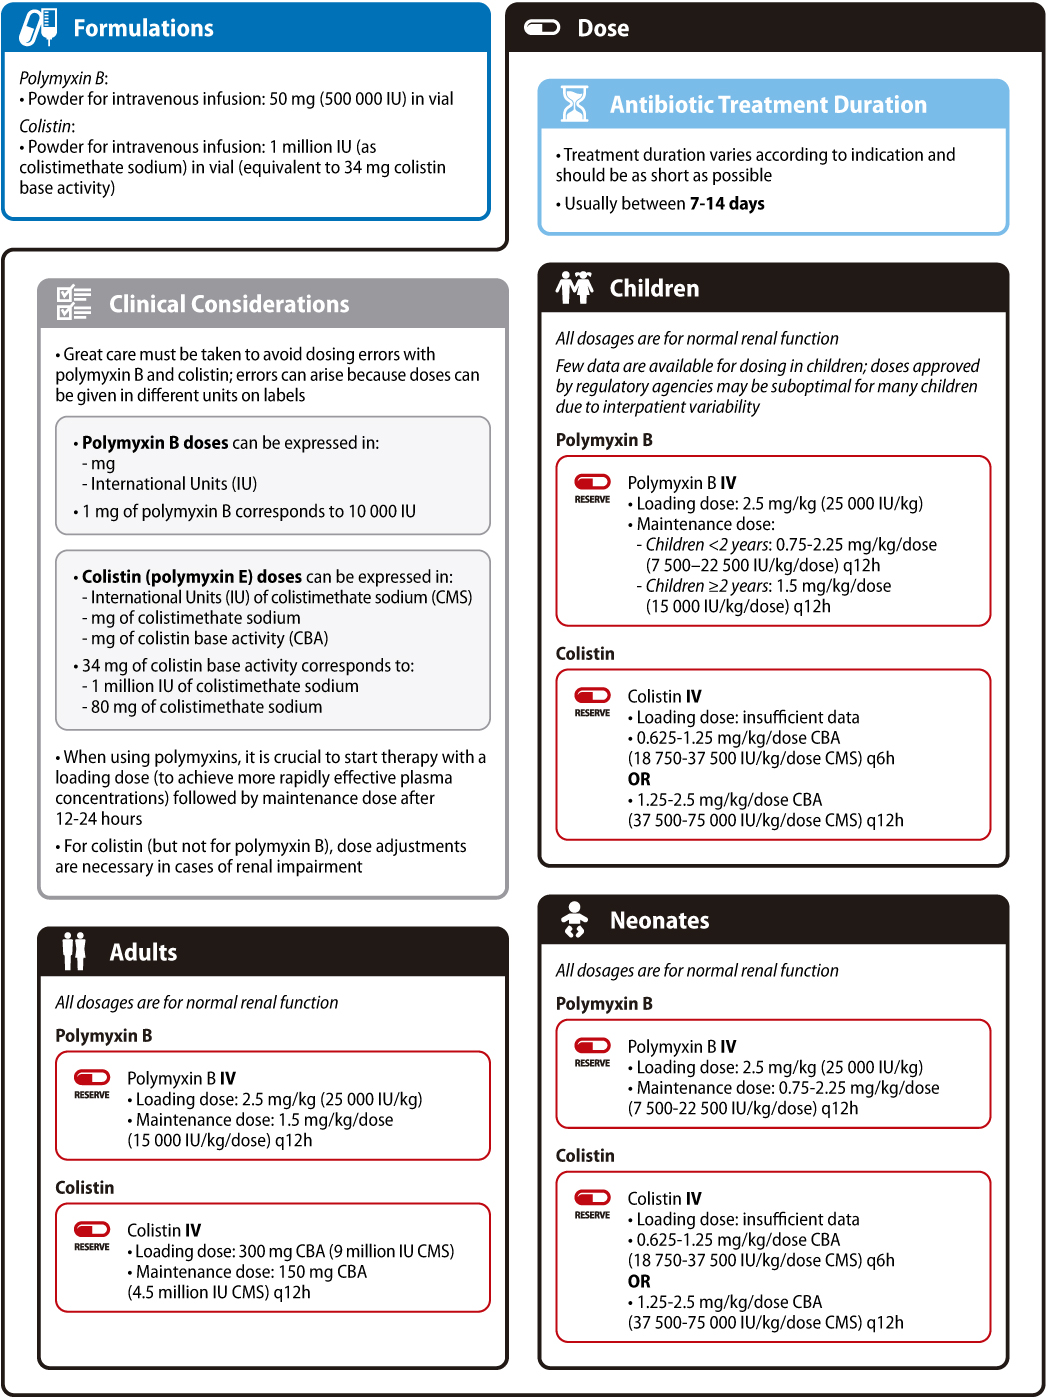 Formulations
Polymyxin B:
• Powder for intravenous infusion: 50 mg (500 000 IU) in vial
Colistin:
• Powder for intravenous infusion: 1 million IU (as
colistimethate sodium) in vial (equivalent to 34 mg colistin
base activity)
Dose
Antibiotic Treatment Duration
• Treatment duration varies according to indication and
should be as short as possible
• Usually between 7-14 days
Clinical Considerations
• Great care must be taken to avoid dosing errors with
polymyxin B and colistin; errors can arise because doses can
be given in different units on labels
• Polymyxin B doses can be expressed in:
- mg
- International Units (IU)
• 1 mg of polymyxin B corresponds to 10 000 IU
• Colistin (polymyxin E) doses can be expressed in:
- International Units (IU) of colistimethate sodium (CMS)
- mg of colistimethate sodium
- mg of colistin base activity (CBA)
• 34 mg of colistin base activity corresponds to:
- 1 million IU of colistimethate sodium
- 80 mg of colistimethate sodium
• When using polymyxins, it is crucial to start therapy with a
loading dose (to achieve more rapidly effective plasma
concentrations) followed by maintenance dose after
12-24 hours
• For colistin (but not for polymyxin B), dose adjustments
are necessary in cases of renal impairment
Adults
All dosages are for normal renal function
Polymyxin B
RESERVE
Polymyxin B IV
• Loading dose: 2.5 mg/kg (25 000 IU/kg)
• Maintenance dose: 1.5 mg/kg/dose
(15 000 IU/kg/dose) q12h
Colistin
RESERVE
Colistin IV
• Loading dose: 300 mg CBA (9 million IU CMS)
• Maintenance dose: 150 mg CBA
(4.5 million IU CMS) q12h
Children
All dosages are for normal renal function
Few data are available for dosing in children; doses approved
by regulatory agencies may be suboptimal for many children
due to interpatient variability
Polymyxin B
RESERVE
Polymyxin B IV
• Loading dose: 2.5 mg/kg (25 000 IU/kg)
• Maintenance dose:
- Children <2 years: 0.75-2.25 mg/kg/dose
(7 500–22 500 IU/kg/dose) q12h
- Children ≥2 years: 1.5 mg/kg/dose
(15 000 IU/kg/dose) q12h
Colistin
RESERVE
Colistin IV
• Loading dose: insufficient data
• 0.625-1.25 mg/kg/dose CBA
(18 750-37 500 IU/kg/dose CMS) q6h
OR
• 1.25-2.5 mg/kg/dose CBA
(37 500-75 000 IU/kg/dose CMS) q12h
Neonates
All dosages are for normal renal function
Polymyxin B
RESERVE
Polymyxin B IV
• Loading dose: 2.5 mg/kg (25 000 IU/kg)
• Maintenance dose: 0.75-2.25 mg/kg/dose
(7 500-22 500 IU/kg/dose) q12h
Colistin
RESERVE
Colistin IV
• Loading dose: insufficient data
• 0.625-1.25 mg/kg/dose CBA
(18 750-37 500 IU/kg/dose CMS) q6h
OR
• 1.25-2.5 mg/kg/dose CBA
(37 500-75 000 IU/kg/dose CMS) q12h